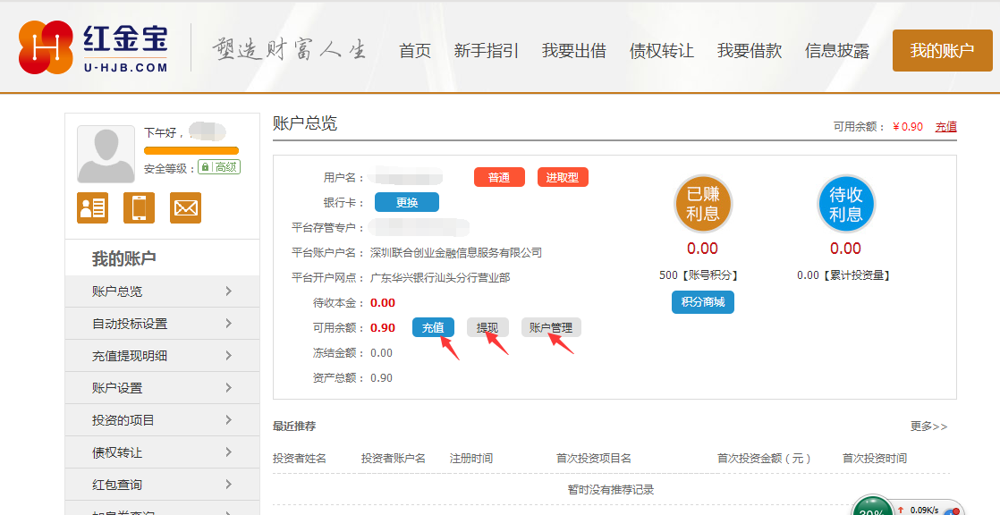 红金宝
U-HJB.COM
塑造财富人生
首页 新手指引 我要出借 债权转让 我要借款 信息披露 我的账户
下午好，
安全等级： 高级
我的账户
账户总览
自动投标设置
充值提现明细
账户设置
投资的项目
债权转让
红包查询
加息券查询
账户总览
可用余额： ￥0.90 充值
用户名： 普通 进取型
银行卡： 更换
平台存管专户：
平台账户户名： 深圳联合创业金融信息服务有限公司
平台开户网点： 广东华兴银行汕头分行营业部
待收本金： 0.00
可用余额： 0.90 充值 提现 账户管理
冻结金额： 0.00
资产总额： 0.90
已赚
利息
0.00
500【账号积分】
积分商城
待收
利息
0.00
0.00【累计投资量】
最近推荐 更多>>
投资者姓名 投资者账户名 注册时间 首次投资项目名 首次投资金额（元） 首次投资时间
暂时没有推荐记录
30%
0.09K/s